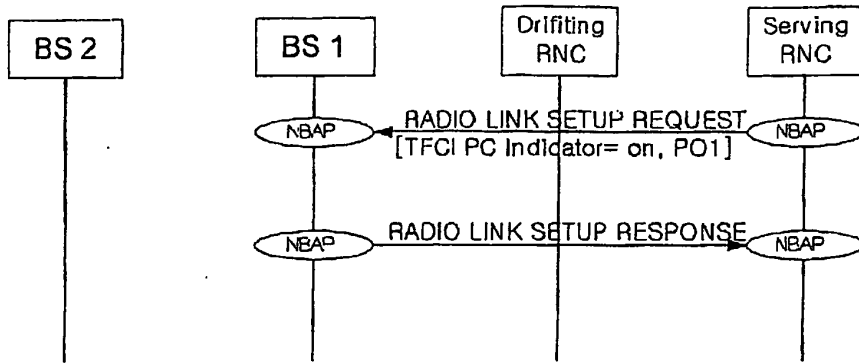 BS 2
BS 1
Drifiting
RNC
Serving
RNC
NBAP
RADIO LINK SETUP REQUEST
[TFCI PC Indicator= on, PO1]
NBAP
NBAP
RADIO LINK SETUP RESPONSE
NBAP